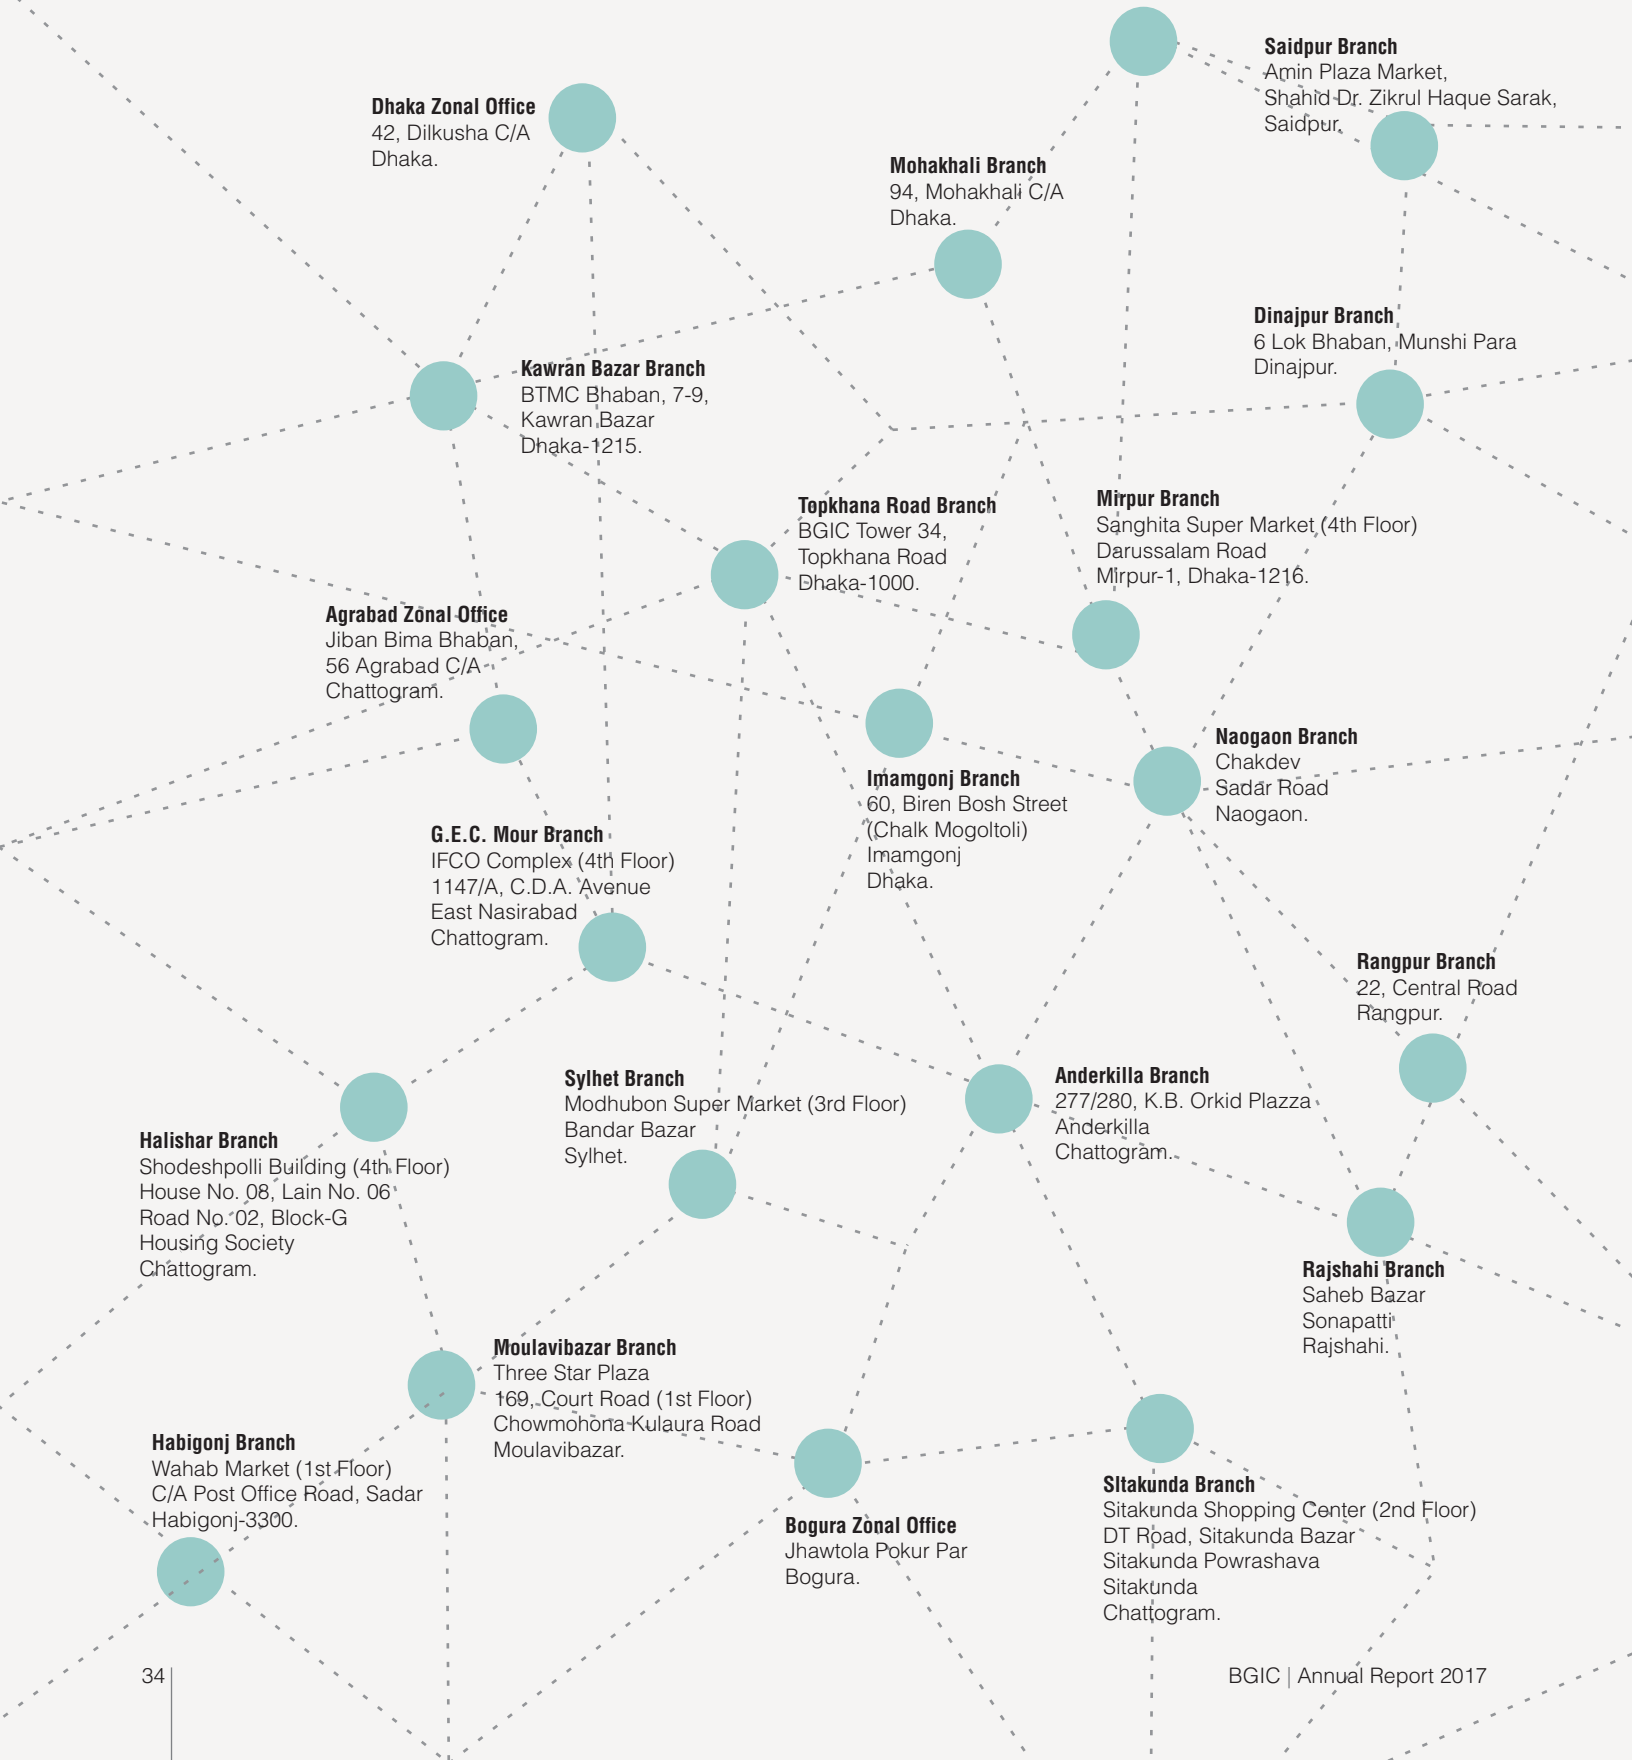 Saidpur Branch
Amin Plaza Market,
Shahid Dr. Zikrul Haque Sarak,
Saidpur.
Dhaka Zonal Office
42, Dilkusha C/A
Dhaka.
Mohakhali Branch
94, Mohakhali C/A
Dhaka.
Dinajpur Branch
6 Lok Bhaban, Munshi Para
Dinajpur.
Kawran Bazar Branch
BTMC Bhaban, 7-9,
Kawran Bazar
Dhaka-1215.
Topkhana Road Branch
BGIC Tower 34,
Topkhana Road
Dhaka-1000.
Mirpur Branch
Sanghita Super Market (4th Floor)
Darussalam Road
Mirpur-1, Dhaka-1216.
Agrabad Zonal Office
Jiban Bima Bhaban,
56 Agrabad C/A
Chattogram.
Naogaon Branch
Chakdev
Sadar Road
Naogaon.
Imamgonj Branch
60, Biren Bosh Street
(Chalk Mogoltoli)
Imamgonj
Dhaka.
G.E.C. Mour Branch
IFCO Complex (4th Floor)
1147/A, C.D.A. Avenue
East Nasirabad
Chattogram.
Rangpur Branch
22, Central Road
Rangpur.
Sylhet Branch
Modhubon Super Market (3rd Floor)
Bandar Bazar
Sylhet.
Anderkilla Branch
277/280, K.B. Orkid Plazza
Anderkilla
Chattogram.
Halishar Branch
Shodeshpolli Building (4th Floor)
House No. 08, Lain No. 06
Road No. 02, Block-G
Housing Society
Chattogram.
Rajshahi Branch
Saheb Bazar
Sonapatti
Rajshahi.
Moulavibazar Branch
Three Star Plaza
169, Court Road (1st Floor)
Chowmohona Kulaura Road
Moulavibazar.
Habigonj Branch
Wahab Market (1st Floor)
C/A Post Office Road, Sadar
Habigonj-3300.
SItakunda Branch
Sitakunda Shopping Center (2nd Floor)
DT Road, Sitakunda Bazar
Sitakunda Powrashava
Sitakunda
Chattogram.
Bogura Zonal Office
Jhawtola Pokur Par
Bogura.
34
BGIC | Annual Report 2017